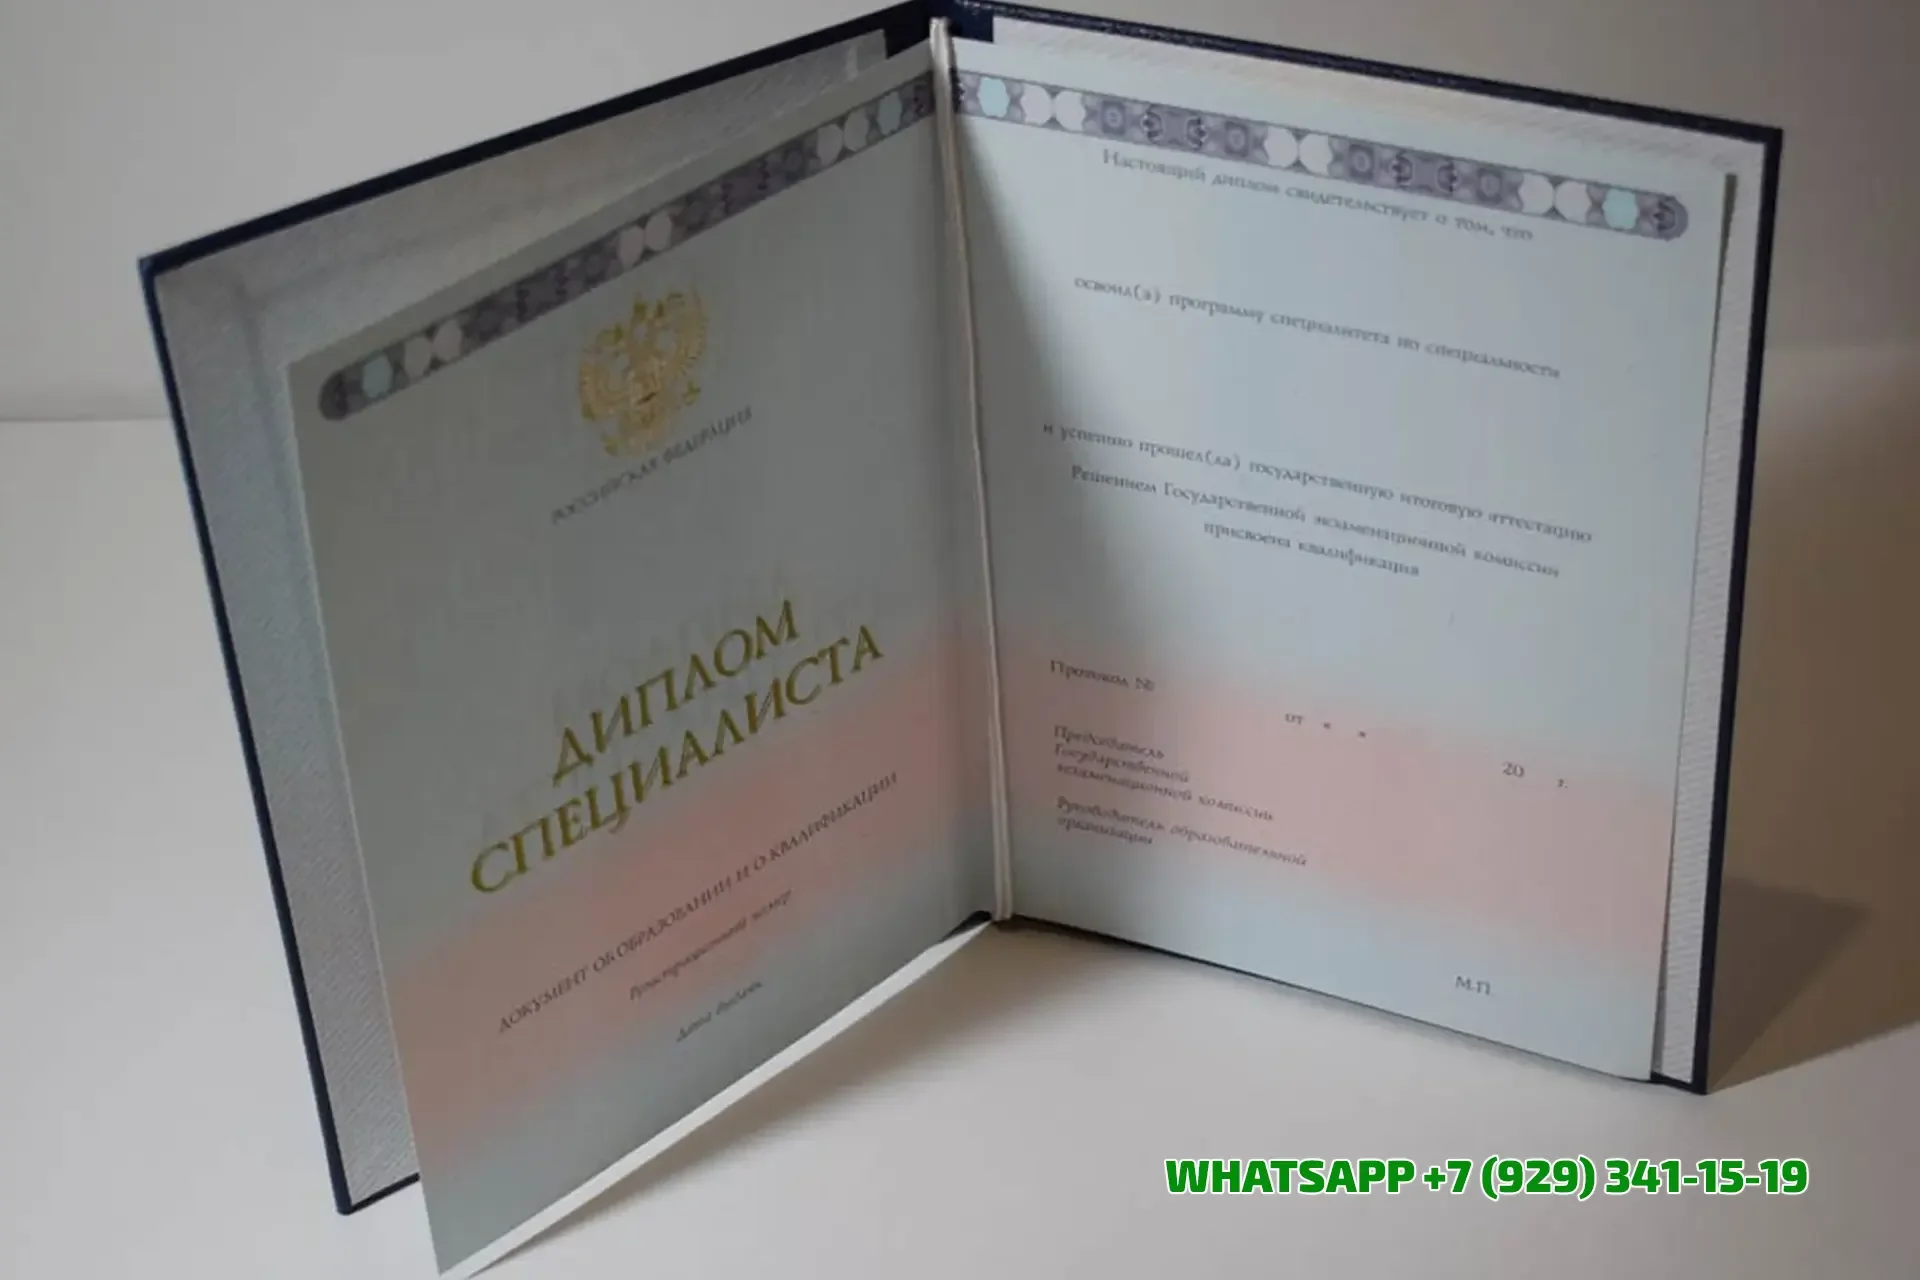 РОССИЙСКАЯ ФЕДЕРАЦИЯ
ДИПЛОМ
СПЕЦИАЛИСТА
ДОКУМЕНТ ОБ ОБРАЗОВАНИИ И О КВАЛИФИКАЦИИ
Регистрационный номер
Дата выдачи
Настоящий диплом свидетельствует о том, что
освоил(а) программу специалитета по специальности
и успешно прошел(ла) государственную итоговую аттестацию
Решением Государственной экзаменационной комиссии
присвоена квалификация
Протокол №
от « »
20 г.
Председатель
Государственной
экзаменационной комиссии
Руководитель образовательной
организации
М.П.
WHATSAPP +7 (929) 341-15-19